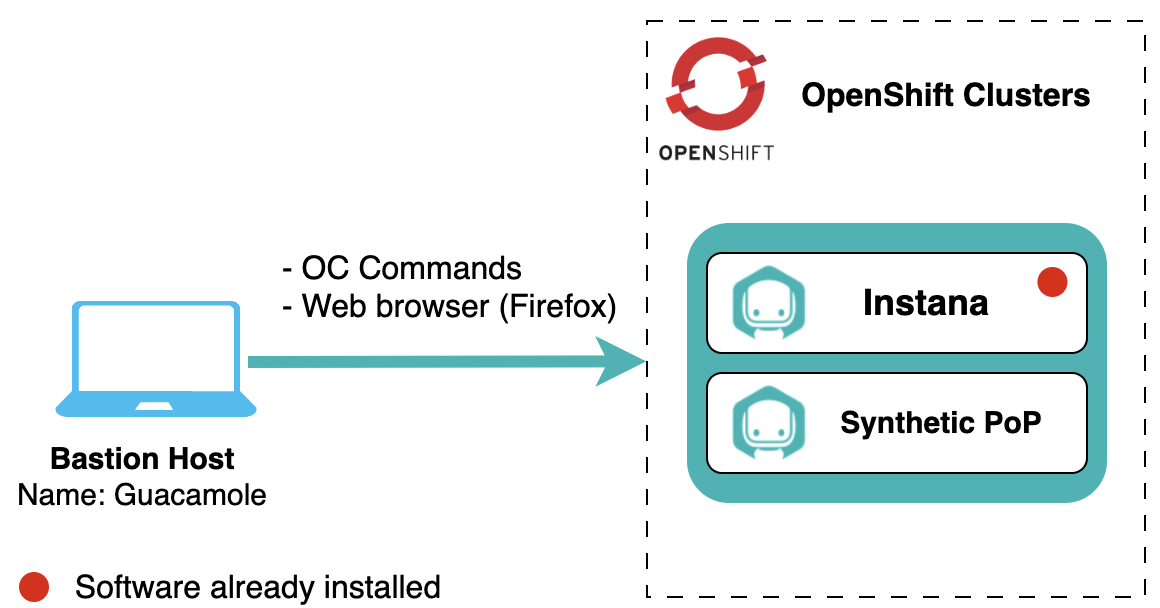 OpenShift Clusters
OPENSHIFT
- OC Commands
- Web browser (Firefox)
Instana
Synthetic PoP
Bastion Host
Name: Guacamole
Software already installed